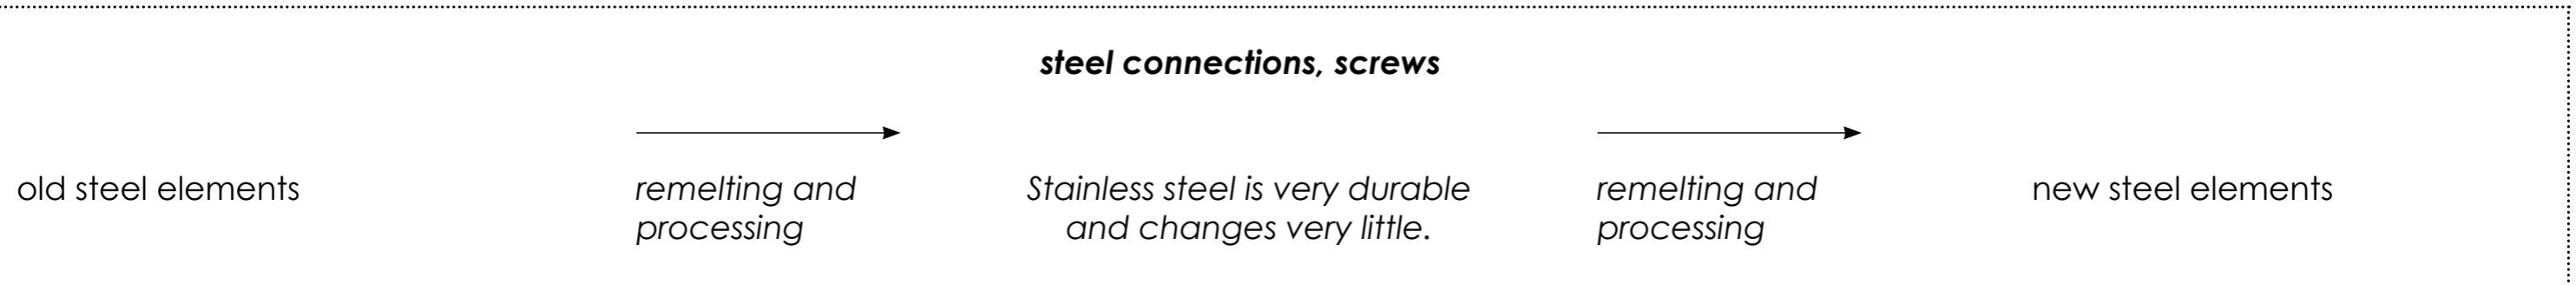 steel connections, screws
old steel elements
remelting and
processing
Stainless steel is very durable
and changes very little.
remelting and
processing
new steel elements